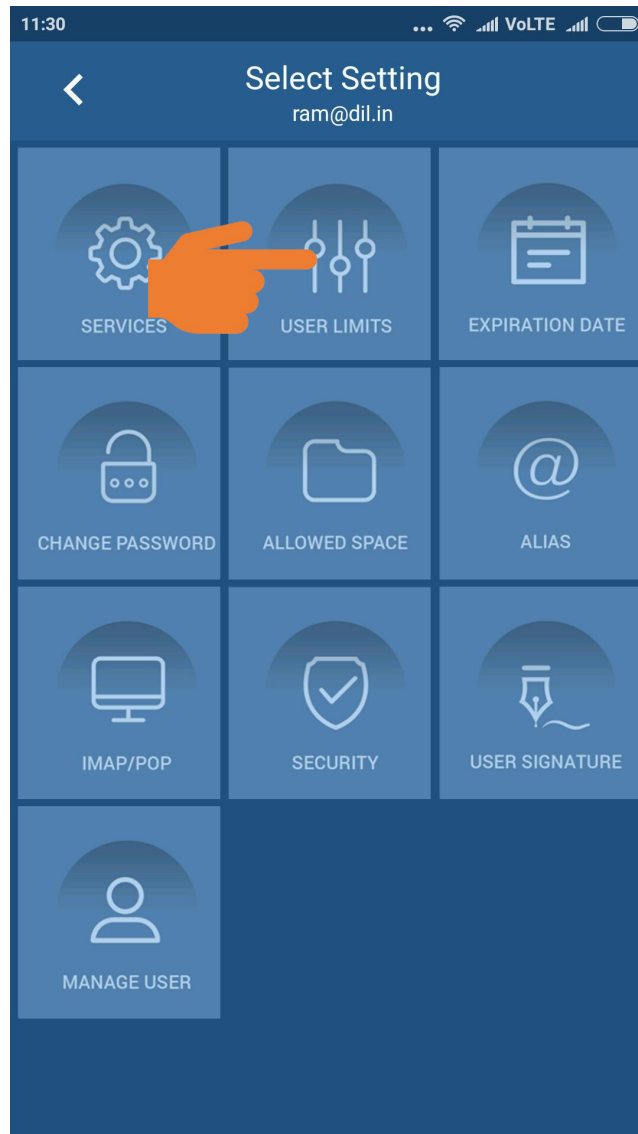 11:30 ... VoLTE
Select Setting
ram@dil.in
SERVICES USER LIMITS EXPIRATION DATE
CHANGE PASSWORD ALLOWED SPACE @ ALIAS
IMAP/POP SECURITY USER SIGNATURE
MANAGE USER